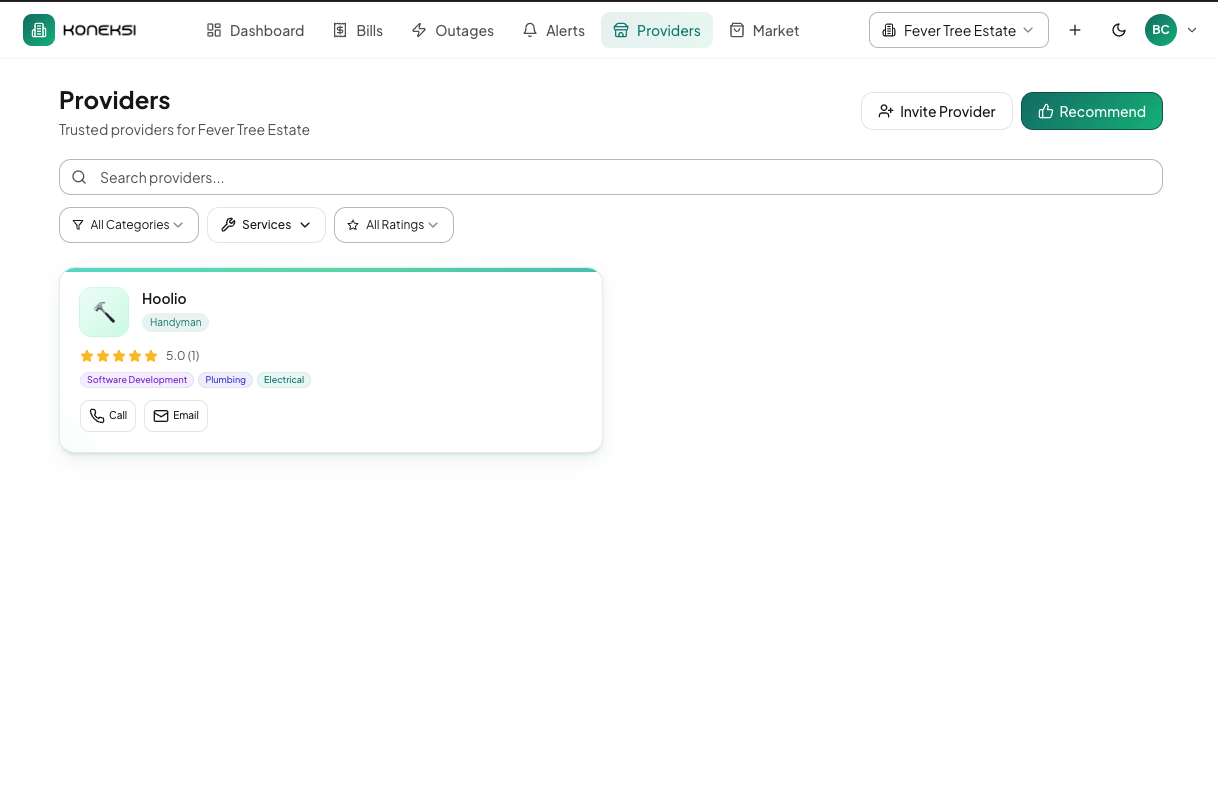 KONEKSI
Dashboard
Bills
Outages
Alerts
Providers
Market
Fever Tree Estate
BC
Providers
Trusted providers for Fever Tree Estate
Invite Provider
Recommend
Search providers...
All Categories
Services
All Ratings
Hoolio
Handyman
5.0 (1)
Software Development
Plumbing
Electrical
Call
Email